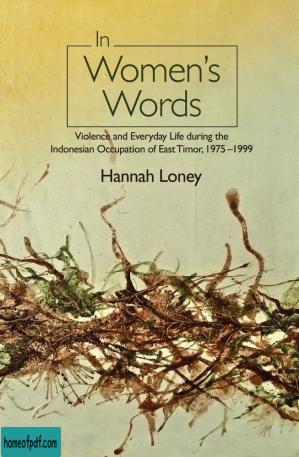 In
Women's
Words
Violence and Everyday Life during the
Indonesian Occupation of East Timor, 1975–1999
Hannah Loney
homeofpdf.com